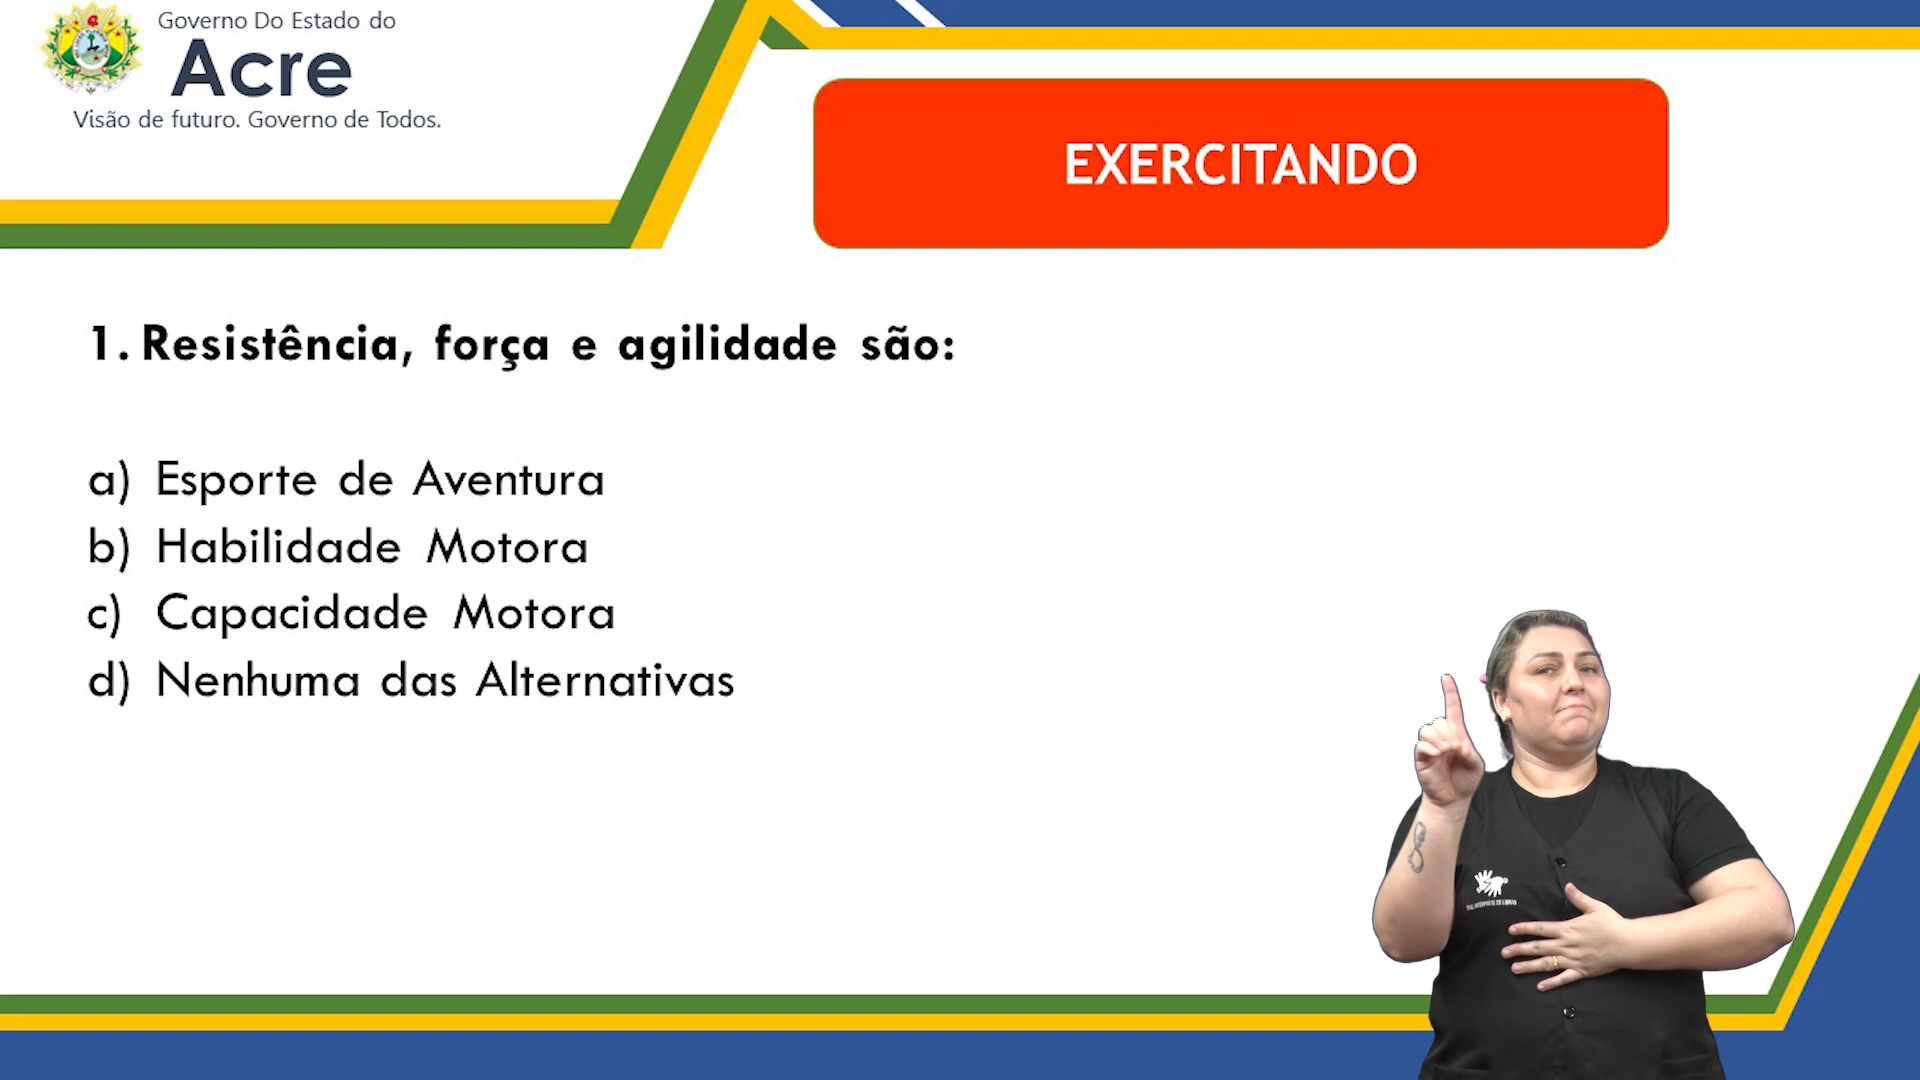 Governo Do Estado do
Acre
Visão de futuro. Governo de Todos.
EXERCITANDO
1. Resistência, força e agilidade são:
a) Esporte de Aventura
b) Habilidade Motora
c) Capacidade Motora
d) Nenhuma das Alternativas